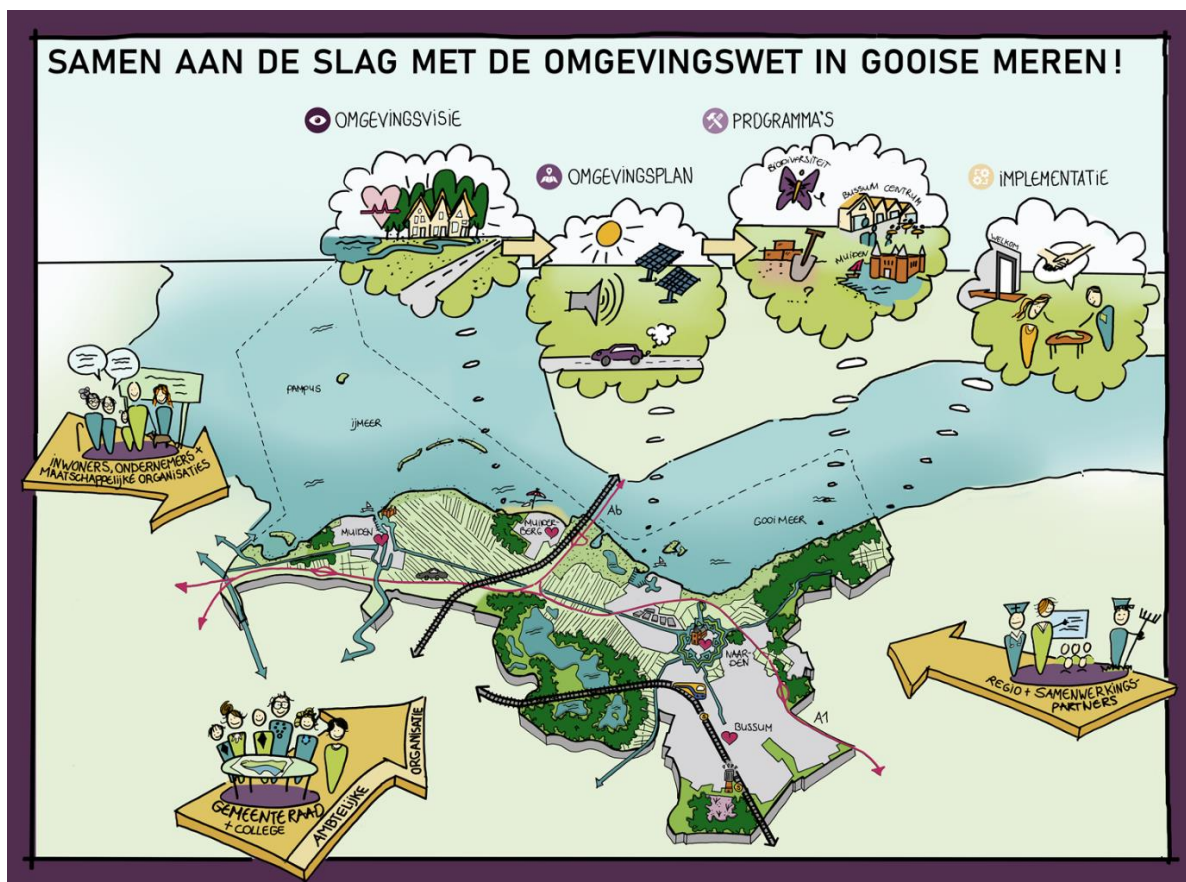 SAMEN AAN DE SLAG MET DE OMGEVINGSWET IN GOOISE MEREN!
OMGEVINGSVISIE
PROGRAMMA'S
OMGEVINGSPLAN
IMPLEMENTATIE
BIODIVERSITEIT
BUSSUM CENTRUM
MUIDEN
WELKOM
INWONERS, ONDERNEMERS +
MAATSCHAPPELIJKE ORGANISATIES
PAMPUS
IJMEER
GOOIMEER
MUIDEN
MUIDER-
BERG
A6
NAAR-
DEN
BUSSUM
A1
REGIO + SAMENWERKINGS-
PARTNERS
GEMEENTERAAD
+ COLLEGE
AMBTELIJKE
ORGANISATIE